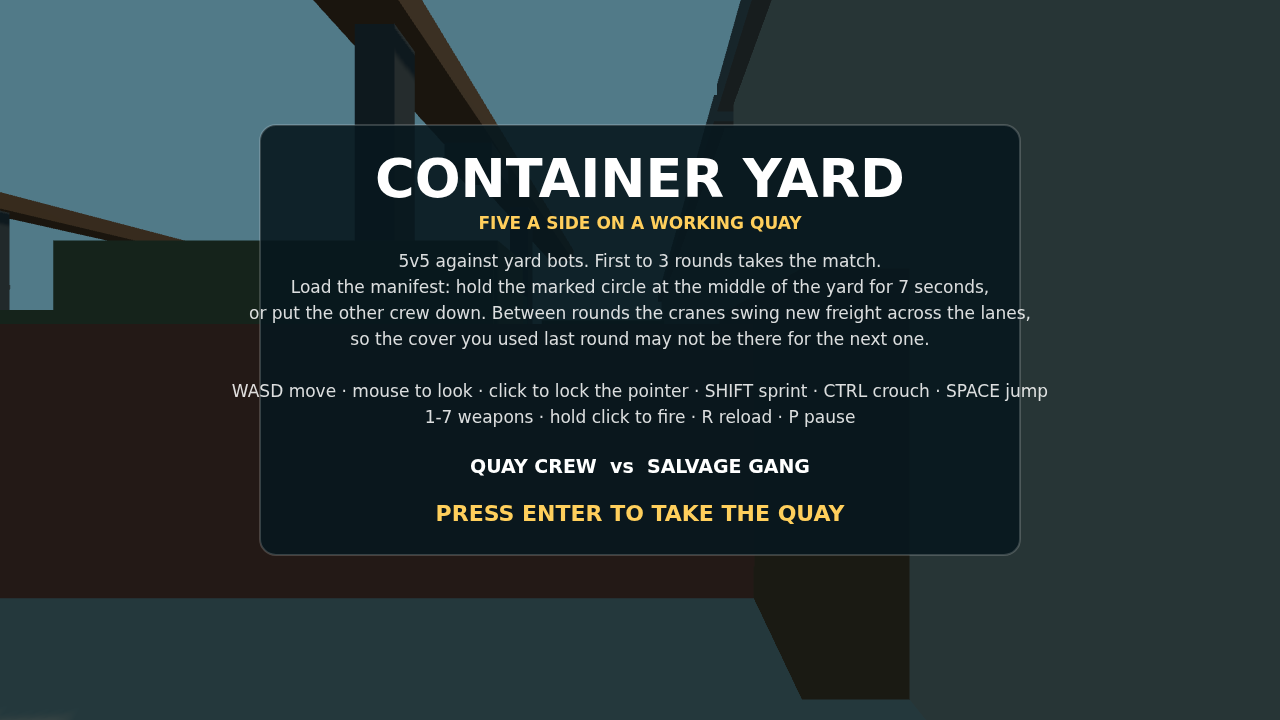 CONTAINER YARD
FIVE A SIDE ON A WORKING QUAY
5v5 against yard bots. First to 3 rounds takes the match.
Load the manifest: hold the marked circle at the middle of the yard for 7 seconds,
or put the other crew down. Between rounds the cranes swing new freight across the lanes,
so the cover you used last round may not be there for the next one.
WASD move · mouse to look · click to lock the pointer · SHIFT sprint · CTRL crouch · SPACE jump
1-7 weapons · hold click to fire · R reload · P pause
QUAY CREW vs SALVAGE GANG
PRESS ENTER TO TAKE THE QUAY